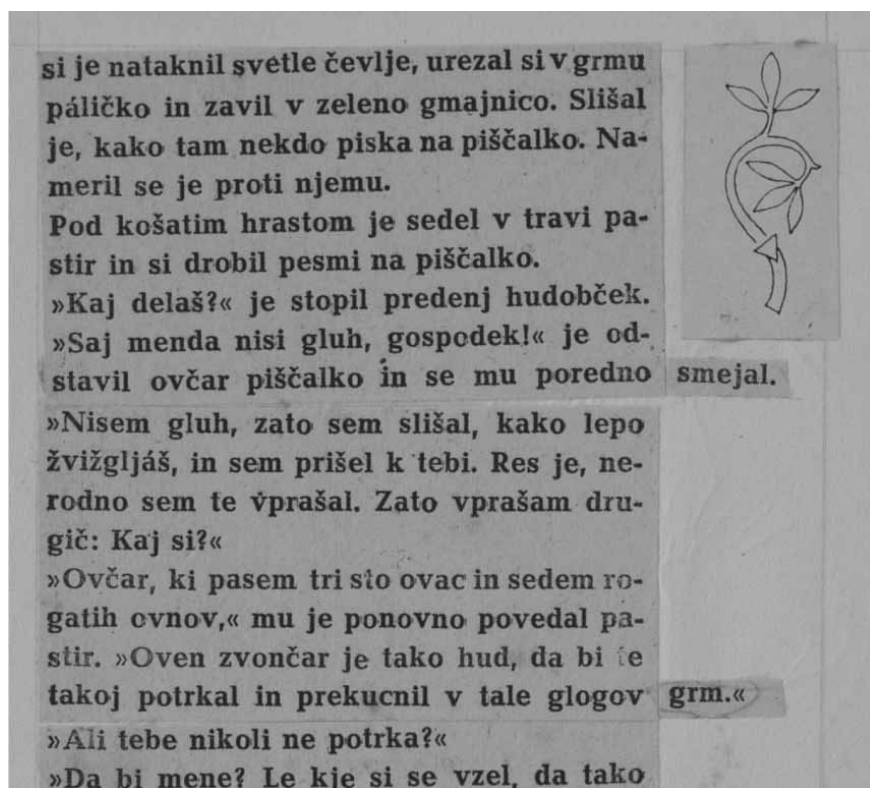 si je nataknil svetle čevlje, urezal si v grmu
páličko in zavil v zeleno gmajnico. Slišal
je, kako tam nekdo piska na piščalko. Na-
meril se je proti njemu.
Pod košatim hrastom je sedel v travi pa-
stir in si drobil pesmi na piščalko.
»Kaj delaš?« je stopil predenj hudobček.
»Saj menda nisi gluh, gospodek!« je od-
stavil ovčar piščalko in se mu poredno smejal.
»Nisem gluh, zato sem slišal, kako lepo
žvižgljáš, in sem prišel k tebi. Res je, ne-
rodno sem te vprašal. Zato vprašam dru-
gič: Kaj si?«
»Ovčar, ki pasem tri sto ovac in sedem ro-
gatih ovnov,« mu je ponovno povedal pa-
stir. »Oven zvončar je tako hud, da bi te
takoj potrkal in prekucnil v tale glogov grm.«
»Ali tebe nikoli ne potrka?«
»Da bi mene? Le kje si se vzel, da tako